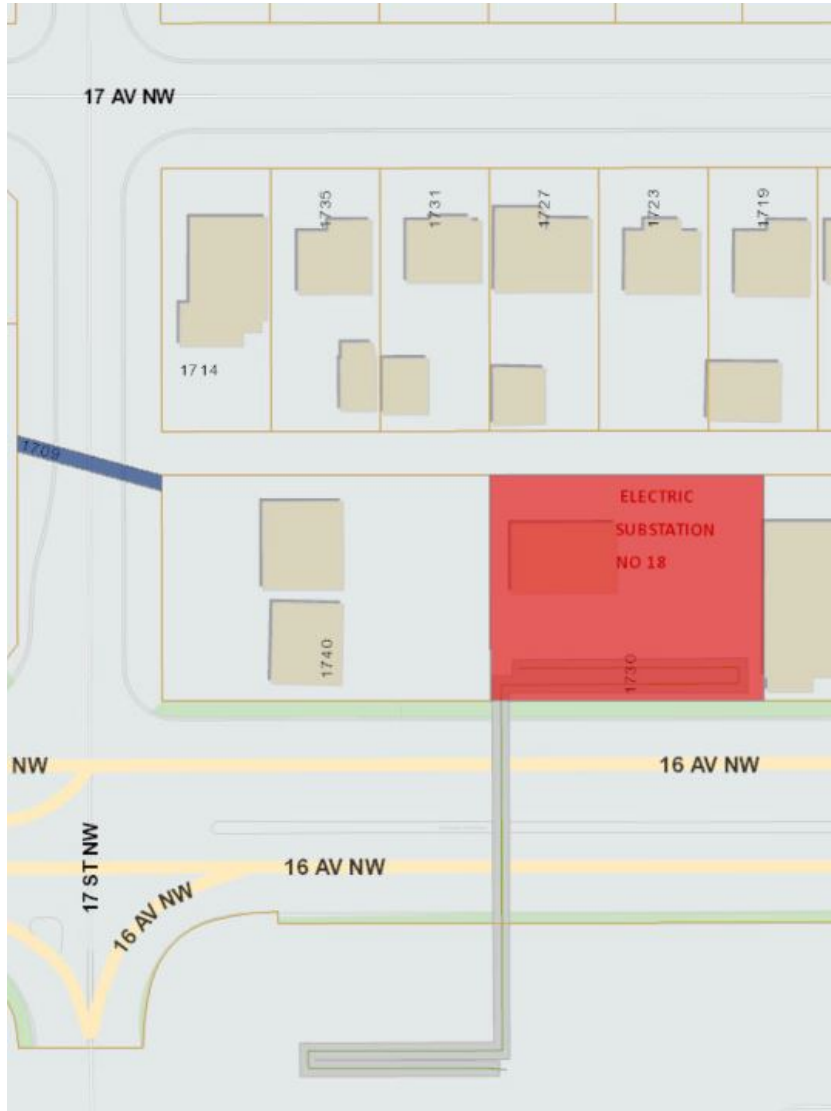 17 AV NW
1735
1731
1727
1723
1719
1714
1709
ELECTRIC
SUBSTATION
NO 18
1740
1730
NW
16 AV NW
17 ST NW
16 AV NW
16 AV NW